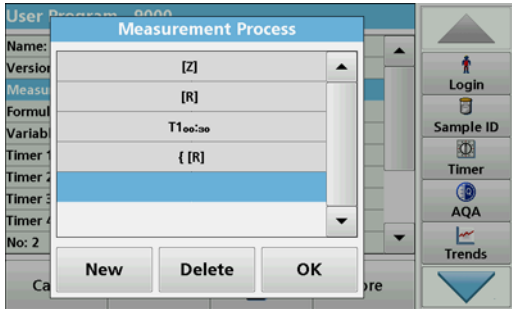 User Program 9000
Measurement Process
Name:
Version
Measu
Formul
Variabl
Timer 1
Timer 2
Timer 3
Timer 4
No: 2
[Z]
[R]
T1₀₀:₃₀
{ [R]
New
Delete
OK
Ca
ore
Login
Sample ID
Timer
AQA
Trends